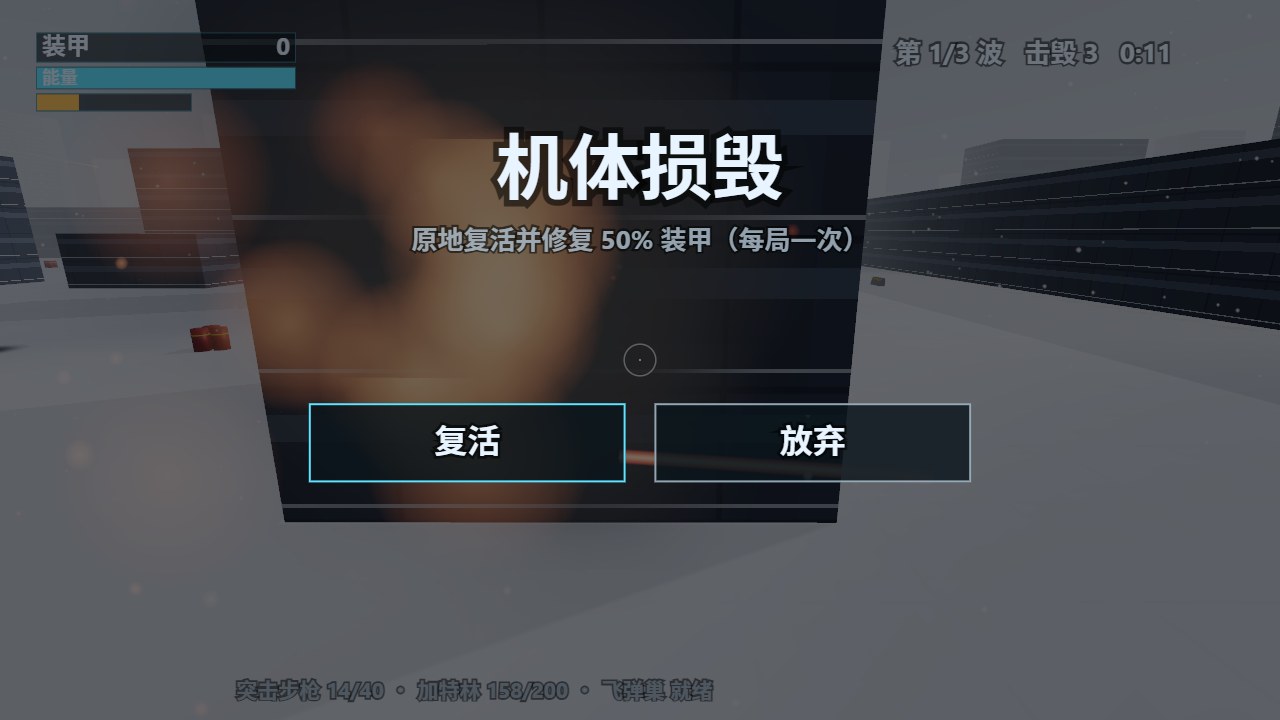 装甲 0
能量
第 1/3 波 击毁 3 0:11
机体损毁
原地复活并修复 50% 装甲（每局一次）
复活
放弃
突击步枪 14/40 · 加特林 158/200 · 飞弹巢 就绪